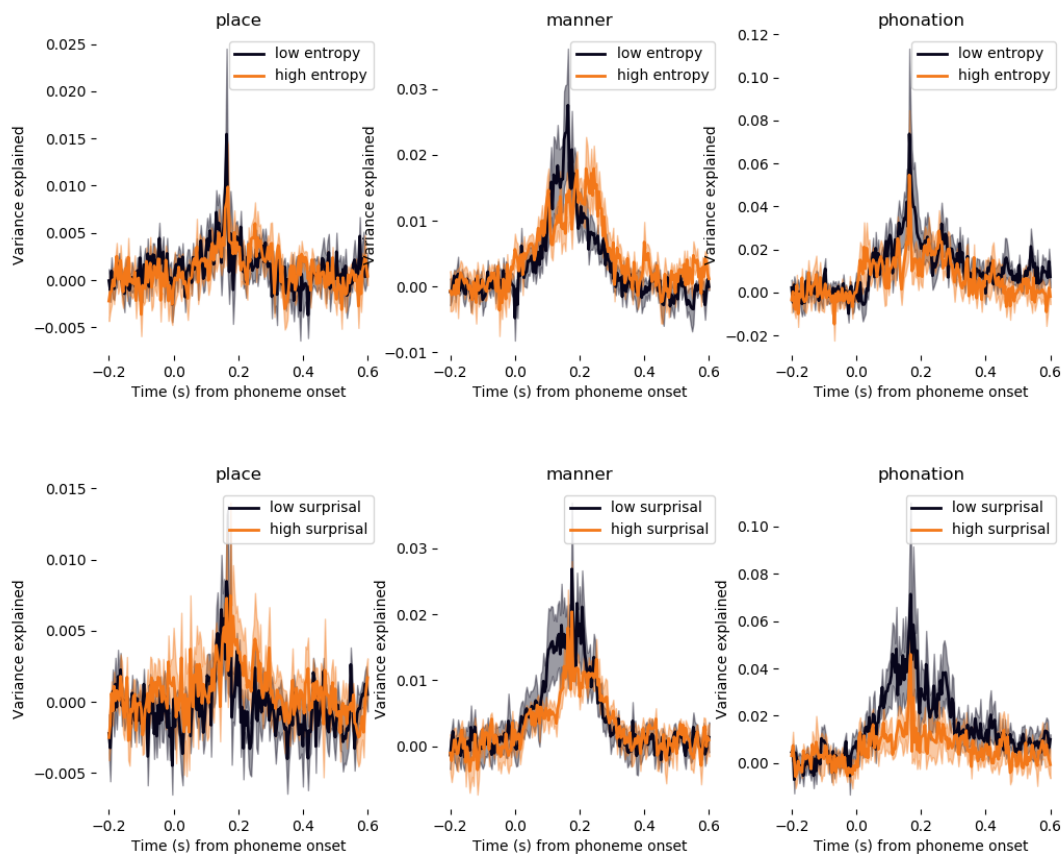 place
manner
phonation
low entropy
high entropy
low entropy
high entropy
low entropy
high entropy
Variance explained
Variance explained
Variance explained
0.025
0.020
0.015
0.010
0.005
0.000
−0.005
0.03
0.02
0.01
0.00
−0.01
0.12
0.10
0.08
0.06
0.04
0.02
0.00
−0.02
−0.2 0.0 0.2 0.4 0.6
−0.2 0.0 0.2 0.4 0.6
−0.2 0.0 0.2 0.4 0.6
Time (s) from phoneme onset
Time (s) from phoneme onset
Time (s) from phoneme onset
place
manner
phonation
low surprisal
high surprisal
low surprisal
high surprisal
low surprisal
high surprisal
Variance explained
Variance explained
Variance explained
0.015
0.010
0.005
0.000
−0.005
0.03
0.02
0.01
0.00
0.10
0.08
0.06
0.04
0.02
0.00
−0.2 0.0 0.2 0.4 0.6
−0.2 0.0 0.2 0.4 0.6
−0.2 0.0 0.2 0.4 0.6
Time (s) from phoneme onset
Time (s) from phoneme onset
Time (s) from phoneme onset